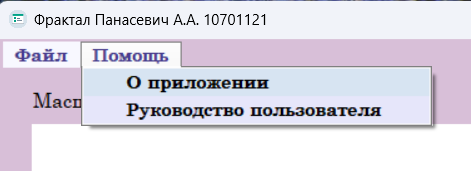 Фрактал Панасевич А.А. 10701121
Файл Помощь
О приложении
Руководство пользователя